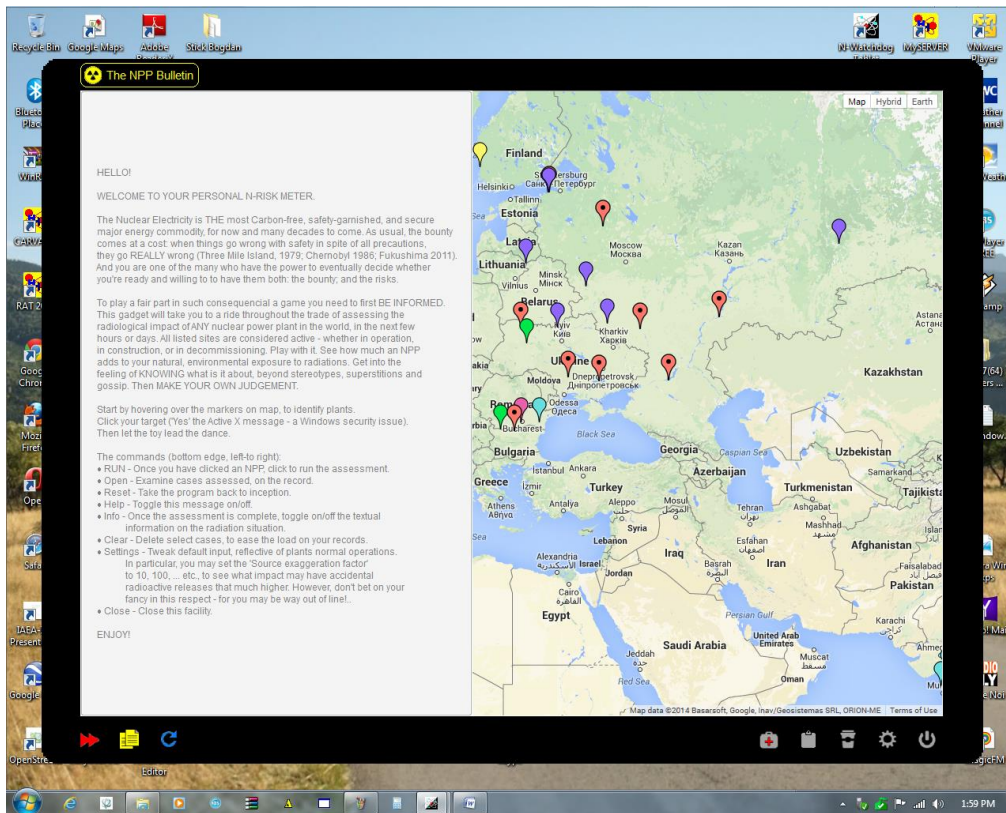 Recycle Bin
Google Maps
Adobe
Stick Bogdan
N-Watchdog
MySERVER
VMware
Player
The NPP Bulletin
HELLO!
WELCOME TO YOUR PERSONAL N-RISK METER.
The Nuclear Electricity is THE most Carbon-free, safety-garnished, and secure
major energy commodity, for now and many decades to come. As usual, the bounty
comes at a cost: when things go wrong with safety in spite of all precautions,
they go REALLY wrong (Three Mile Island, 1979; Chernobyl 1986; Fukushima 2011).
And you are one of the many who have the power to eventually decide whether
you're ready and willing to to have them both: the bounty; and the risks.
To play a fair part in such consequencial a game you need to first BE INFORMED.
This gadget will take you to a ride throughout the trade of assessing the
radiological impact of ANY nuclear power plant in the world, in the next few
hours or days. All listed sites are considered active - whether in operation,
in construction, or in decommissioning. Play with it. See how much an NPP
adds to your natural, environmental exposure to radiations. Get into the
feeling of KNOWING what is it about, beyond stereotypes, superstitions and
gossip. Then MAKE YOUR OWN JUDGEMENT.
Start by hovering over the markers on map, to identify plants.
Click your target ('Yes' the Active X message - a Windows security issue).
Then let the toy lead the dance.
The commands (bottom edge, left-to right):
♦ RUN - Once you have clicked an NPP, click to run the assessment.
♦ Open - Examine cases assessed, on the record.
♦ Reset - Take the program back to inception.
♦ Help - Toggle this message on/off.
♦ Info - Once the assessment is complete, toggle on/off the textual
information on the radiation situation.
♦ Clear - Delete select cases, to ease the load on your records.
♦ Settings - Tweak default input, reflective of plants normal operations.
In particular, you may set the 'Source exaggeration factor'
to 10, 100, ... etc., to see what impact may have accidental
radioactive releases that much higher. However, don't bet on your
fancy in this respect - for you may be way out of line!..
♦ Close - Close this facility.
ENJOY!
Map Hybrid Earth
Finland
Helsinki
Санкт-Петербург
Tallinn
Estonia
Moscow
Москва
Kazan
Казань
Lithuania
Vilnius
Minsk
Мінск
Belarus
Kyiv
Київ
Kharkiv
Харків
Astana
Астана
Kazakhstan
Dnepropetrovsk
Дніпропетровськ
Moldova
Odessa
Одеса
Bucharest
Black Sea
Bulgaria
Georgia
Caspian Sea
Uzbekistan
Istanbul
Ankara
Azerbaijan
Samarkand
Greece
Izmir
Turkey
Turkmenistan
Athens
Αθήνα
Antalya
Aleppo
حلب
Mosul
الموصل
Tehran
تهران
Ashgabat
Mashhad
مشهد
Syria
Lebanon
Esfahan
اصفهان
Afghanistan
Alexandria
الإسكندرية
Israel
Iraq
Jordan
Basrah
البصرة
Iran
Pakistan
Cairo
القاهرة
Egypt
Persian Gulf
Karachi
کراچی
Saudi Arabia
United Arab
Emirates
Muscat
مسقط
Jeddah
جدة
Oman
Red Sea
Map data ©2014 Basarsoft, Google, Inav/Geosistemas SRL, ORION-ME
Terms of Use
Editor
1:59 PM